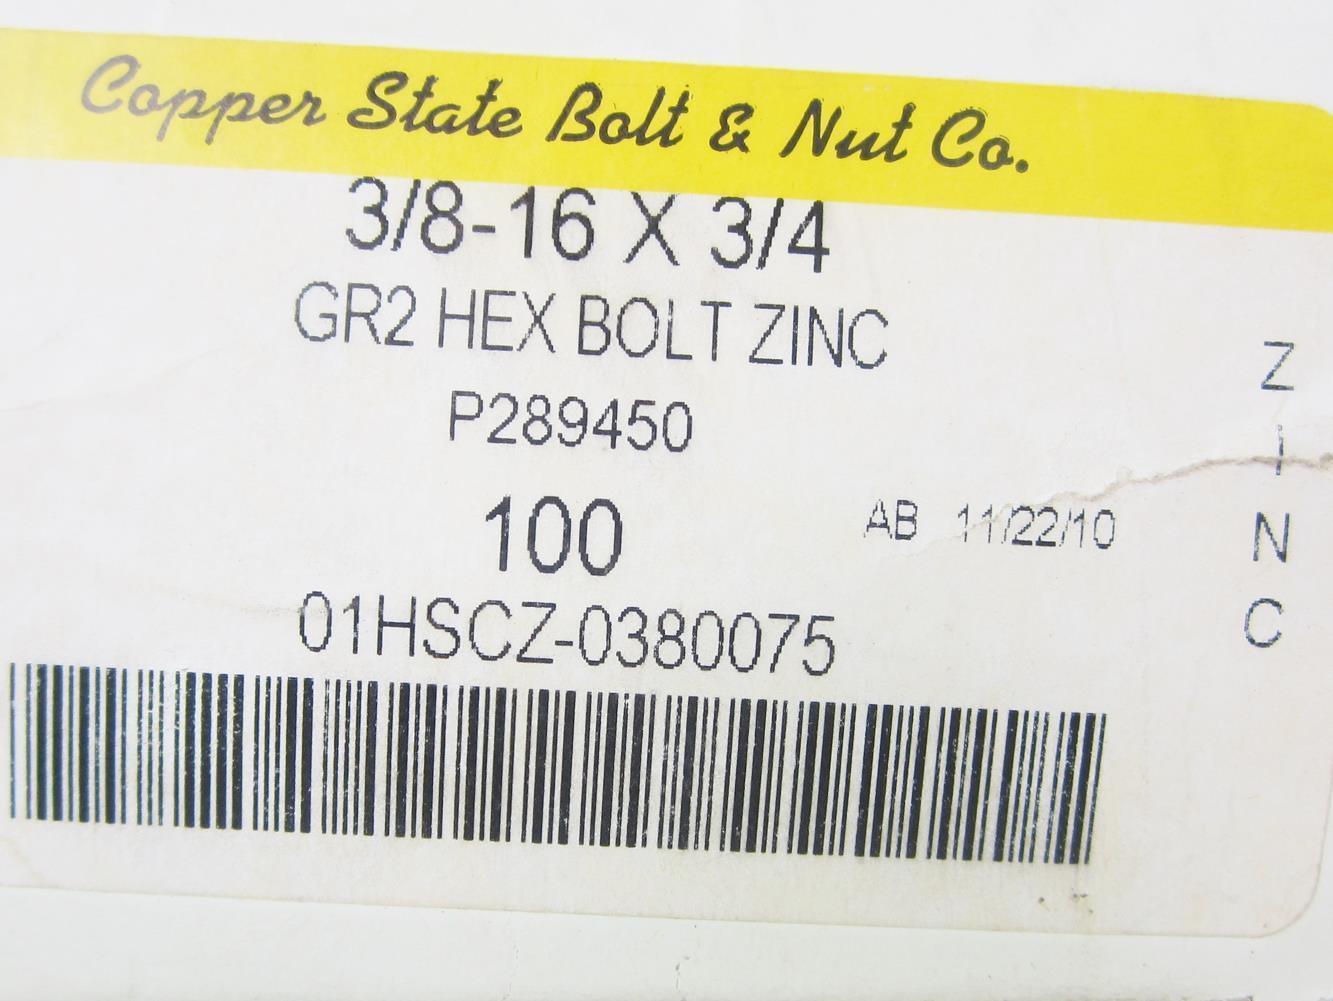 Copper State Bolt & Nut Co.
3/8-16 X 3/4
GR2 HEX BOLT ZINC
P289450
100
AB 11/22/10
01HSCZ-0380075
Z
I
N
C